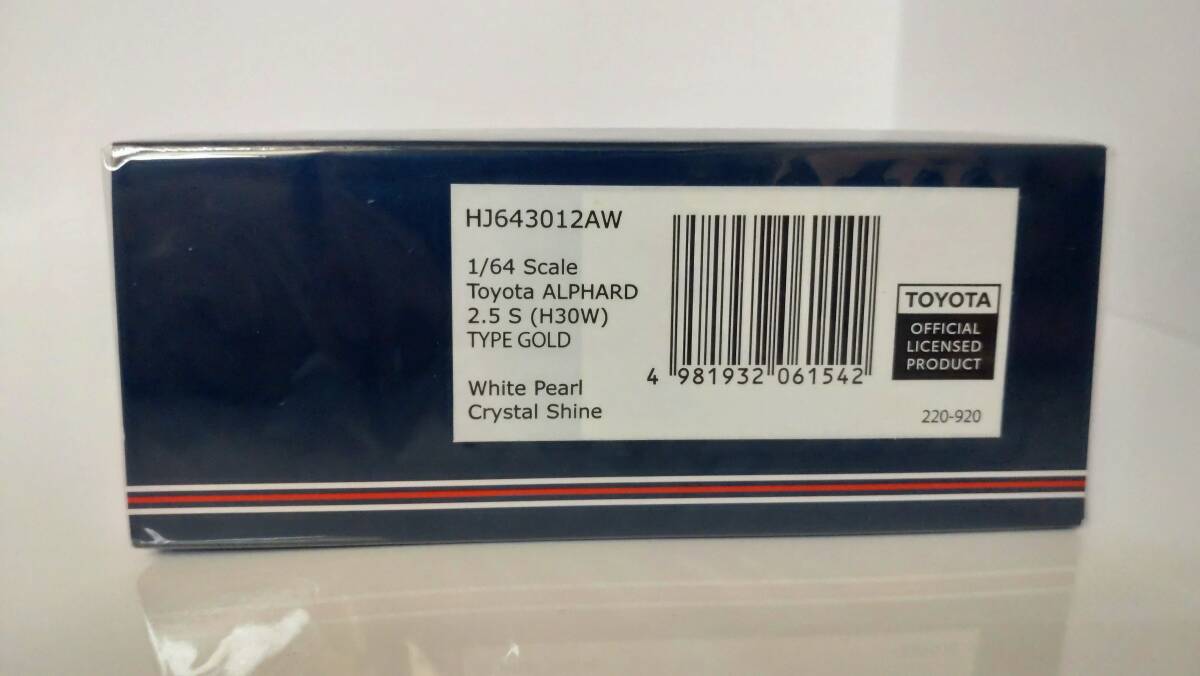 HJ643012AW
1/64 Scale
Toyota ALPHARD
2.5 S (H30W)
TYPE GOLD
White Pearl
Crystal Shine
4 981932 061542
TOYOTA
OFFICIAL
LICENSED
PRODUCT
220-920